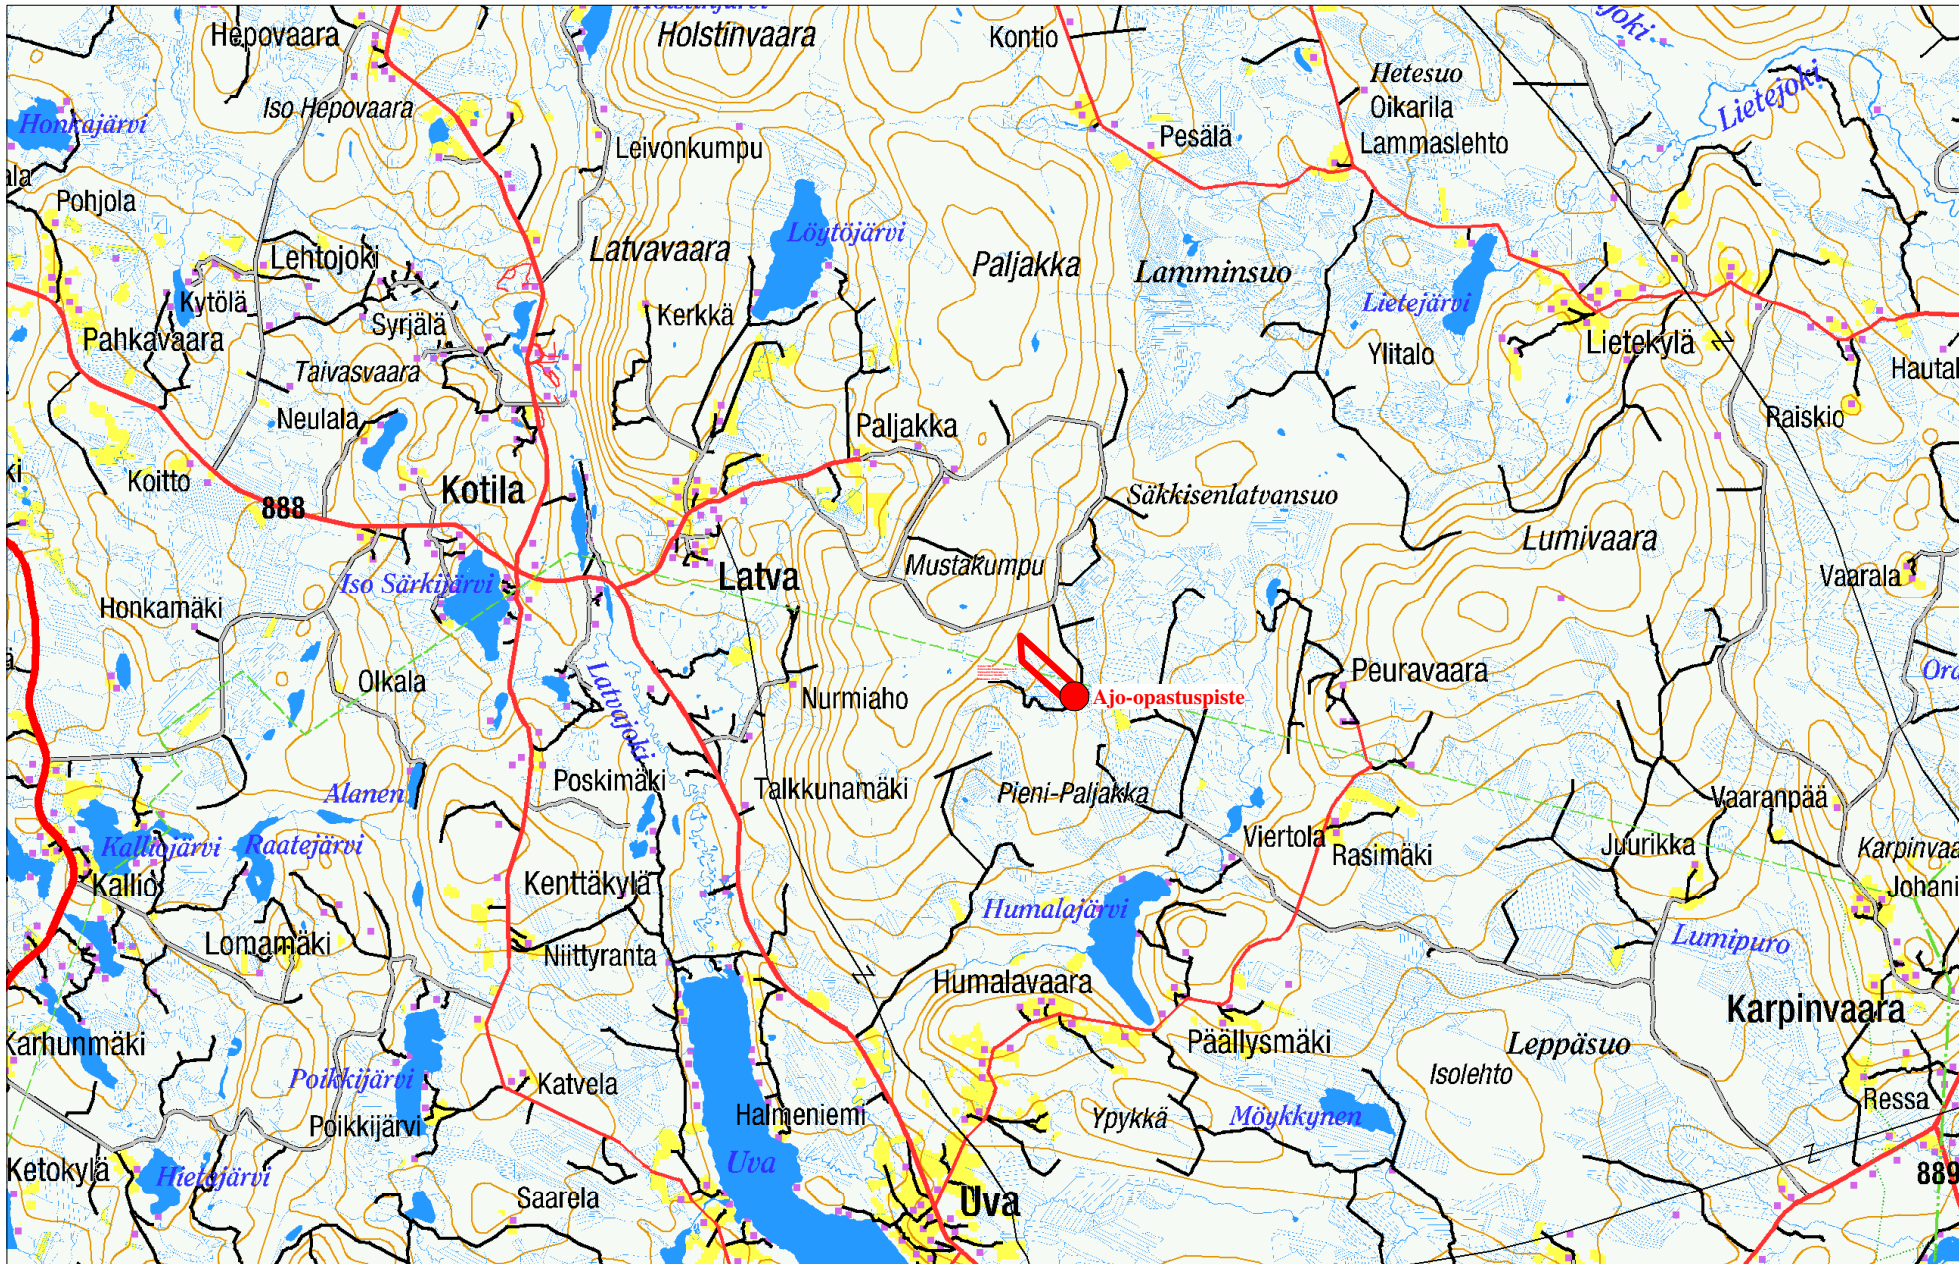 Hepovaara
Holstinvaara
Kontio
Hetesuo
Oikarila
Lammaslehto
Lietejoki
Iso Hepovaara
Honkajärvi
Leivonkumpu
Pesälä
Pohjola
Lehtojoki
Latvavaara
Löytöjärvi
Paljakka
Lamminsuo
Lietejärvi
Kytölä
Syrjälä
Kerkkä
Pahkavaara
Taivasvaara
Ylitalo
Lietekylä
Hautal
Neulala
Paljakka
Raiskio
Koitto
888
Kotila
Säkkisenlatvansuo
Lumivaara
Iso Särkijärvi
Latva
Mustakumpu
Vaarala
Honkamäki
Olkala
Latvajoki
Nurmiaho
Ajo-opastuspiste
Peuravaara
Ora
Poskimäki
Talkkunamäki
Pieni-Paljakka
Vaaranpää
Alanen
Kalliojärvi
Raatejärvi
Viertola
Rasimäki
Juurikka
Karpinvaa
Kallio
Kenttäkylä
Humalajärvi
Johani
Lomamäki
Niittyranta
Lumipuro
Humalavaara
Karpinvaara
Karhunmäki
Päällysmäki
Leppäsuo
Isolehto
Poikkijärvi
Katvela
Ressa
Poikkijärvi
Halmeniemi
Ypykkä
Möykkynen
Ketokylä
Hietajärvi
Uva
889
Saarela
Uva